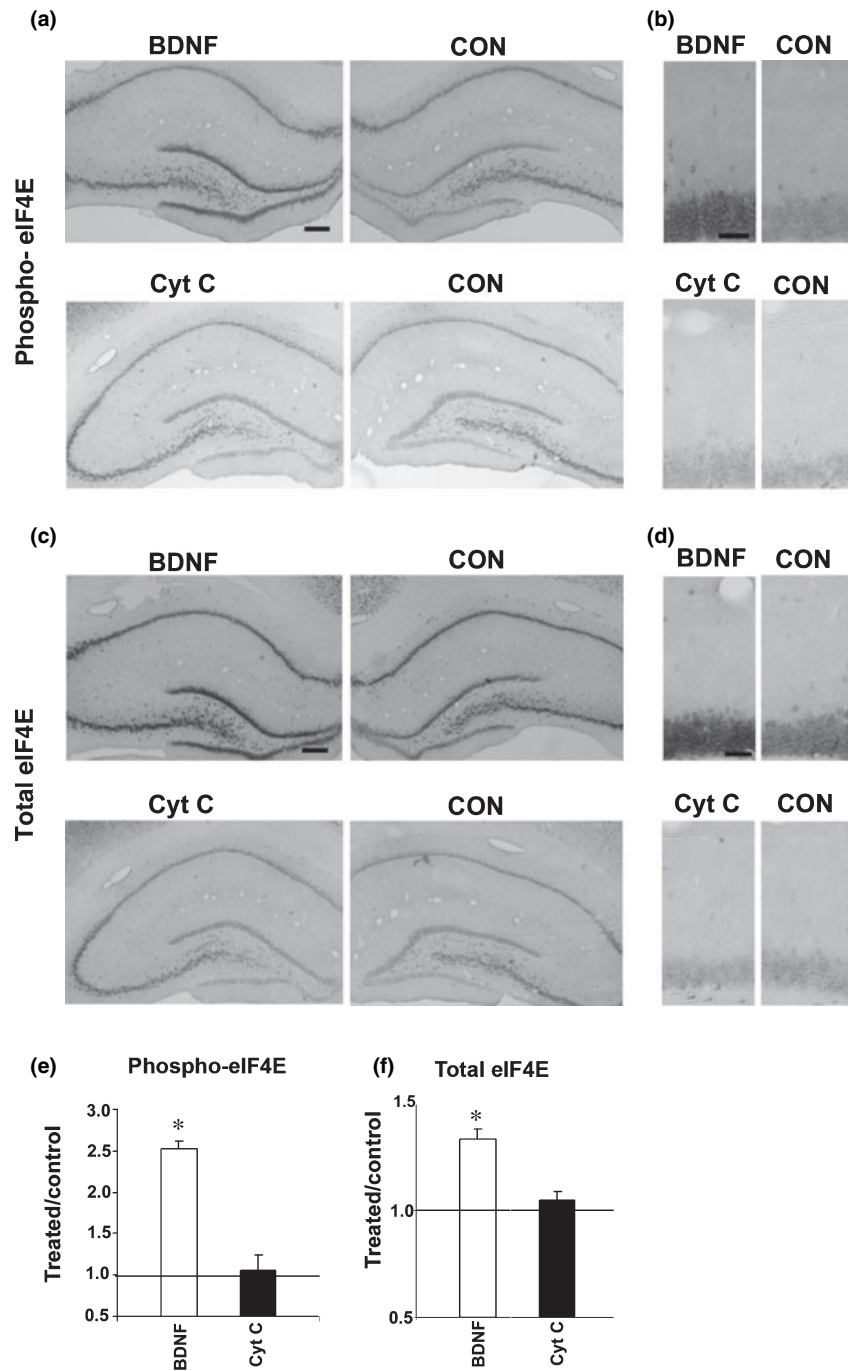 (a)
BDNF
CON
(b)
BDNF
CON
Phospho- eIF4E
Cyt C
CON
Cyt C
CON
(c)
BDNF
CON
(d)
BDNF
CON
Total eIF4E
Cyt C
CON
Cyt C
CON
(e)
Phospho-eIF4E
Treated/control
3.0
2.5
2.0
1.5
1.0
0.5
*
BDNF
Cyt C
(f)
Total eIF4E
Treated/control
1.5
1.0
0.5
*
BDNF
Cyt C